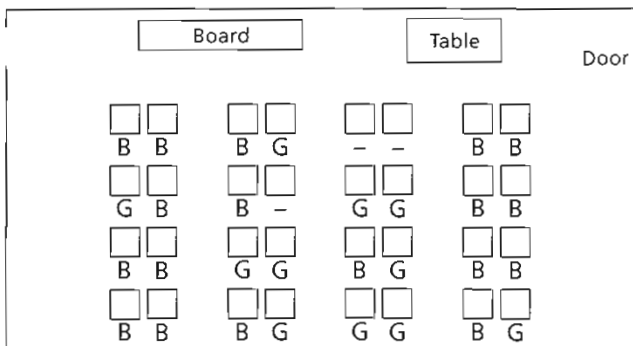 Board
Table
Door
B B B G – – B B
G B B – G G B B
B B G G B G B B
B B B G G G B G